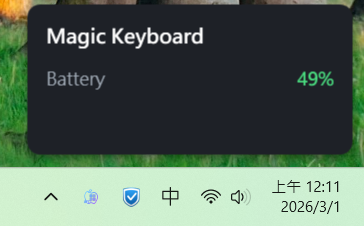 Magic Keyboard
Battery 49%
中
上午 12:11
2026/3/1